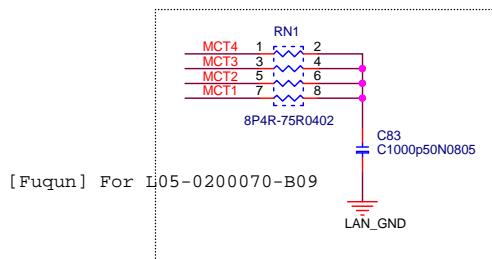 RN1
MCT4 1 2
MCT3 3 4
MCT2 5 6
MCT1 7 8
8P4R-75R0402
C83
C1000p50N0805
[Fuqun] For L05-0200070-B09
LAN_GND